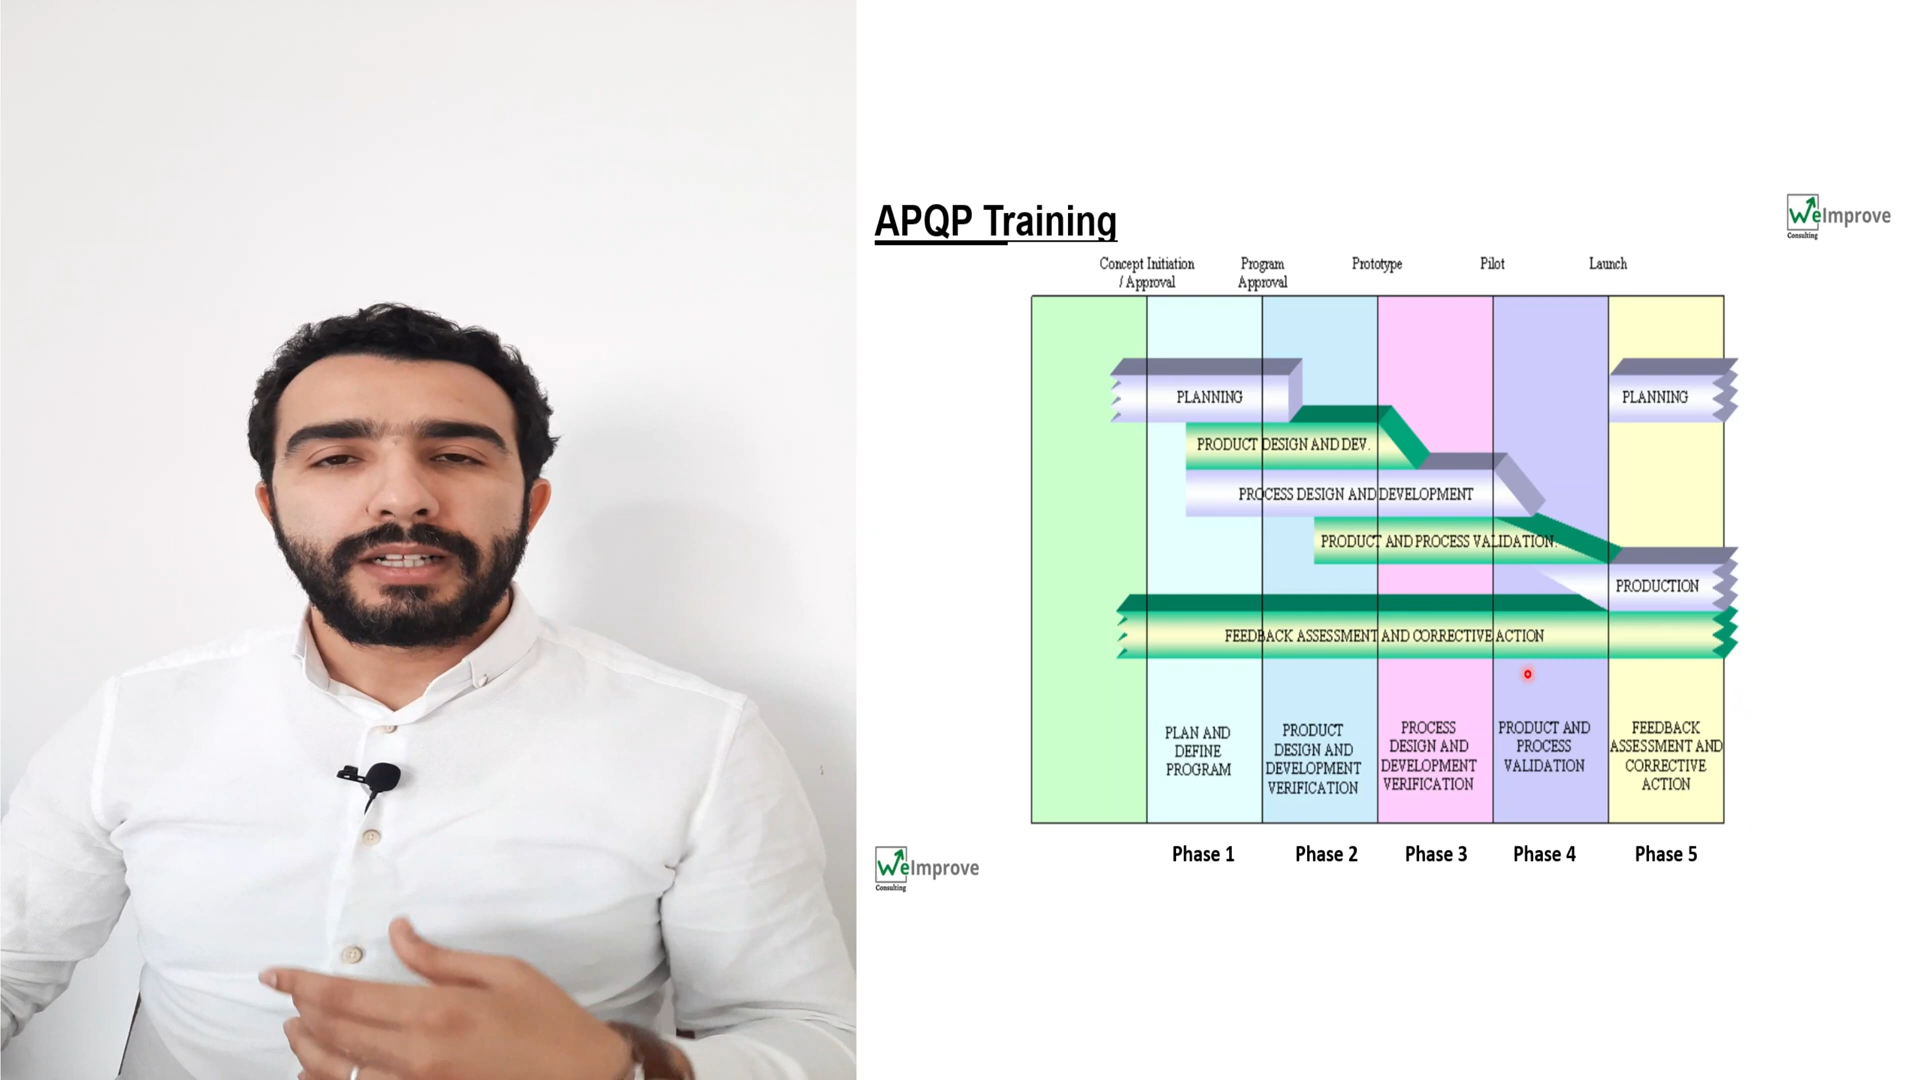 APQP Training
WeImprove
Consulting
Concept Initiation
/ Approval
Program
Approval
Prototype
Pilot
Launch
PLANNING
PLANNING
PRODUCT DESIGN AND DEV.
PROCESS DESIGN AND DEVELOPMENT
PRODUCT AND PROCESS VALIDATION.
PRODUCTION
FEEDBACK ASSESSMENT AND CORRECTIVE ACTION
PLAN AND
DEFINE
PROGRAM
PRODUCT
DESIGN AND
DEVELOPMENT
VERIFICATION
PROCESS
DESIGN AND
DEVELOPMENT
VERIFICATION
PRODUCT AND
PROCESS
VALIDATION
FEEDBACK
ASSESSMENT AND
CORRECTIVE
ACTION
Phase 1
Phase 2
Phase 3
Phase 4
Phase 5
WeImprove
Consulting